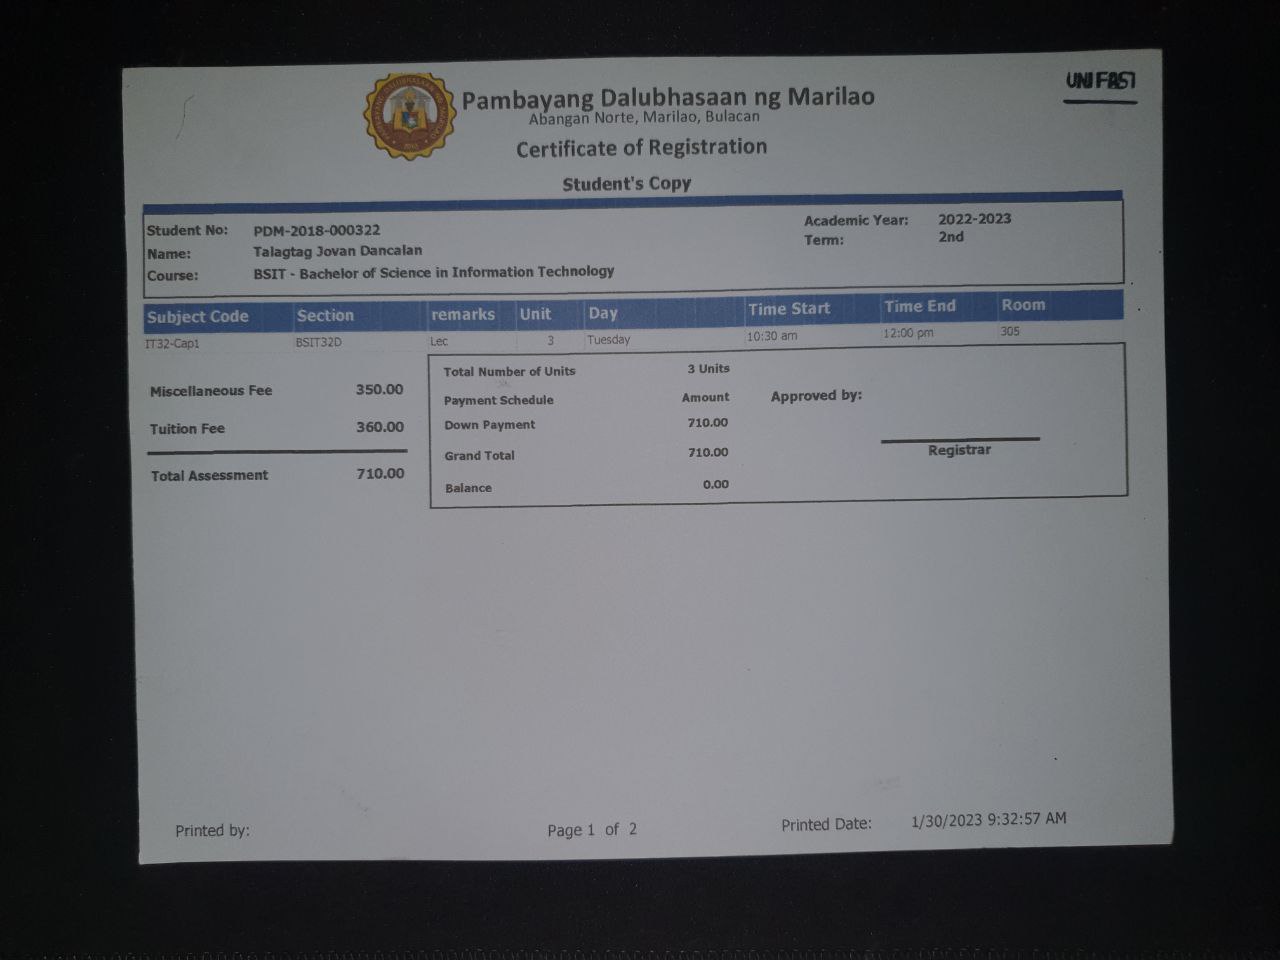 UNIFAST
Pambayang Dalubhasaan ng Marilao
Abangan Norte, Marilao, Bulacan
Certificate of Registration
Student's Copy
Student No: PDM-2018-000322 Academic Year: 2022-2023
Name: Talagtag Jovan Dancalan Term: 2nd
Course: BSIT - Bachelor of Science in Information Technology
Subject Code Section remarks Unit Day Time Start Time End Room
IT32-Cap1 BSIT32D Lec 3 Tuesday 10:30 am 12:00 pm 305
Miscellaneous Fee 350.00
Tuition Fee 360.00
Total Assessment 710.00
Total Number of Units 3 Units
Payment Schedule Amount
Down Payment 710.00
Grand Total 710.00
Balance 0.00
Approved by:
Registrar
Printed by: Page 1 of 2 Printed Date: 1/30/2023 9:32:57 AM